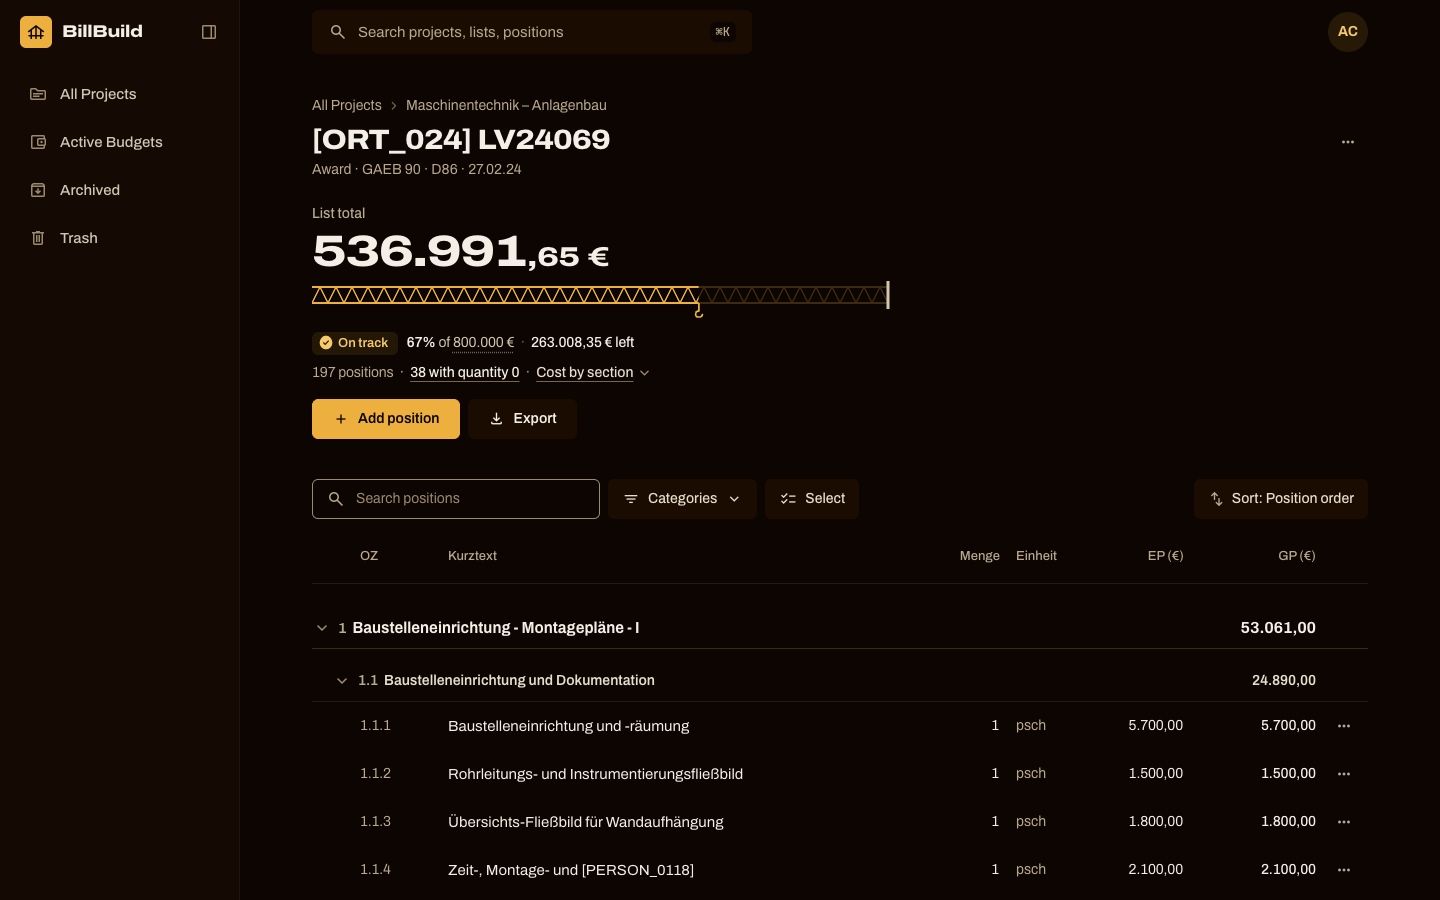 BillBuild
Search projects, lists, positions
⌘K
AC
All Projects
Active Budgets
Archived
Trash
All Projects > Maschinentechnik – Anlagenbau
[ORT_024] LV24069
Award · GAEB 90 · D86 · 27.02.24
List total
536.991,65 €
On track 67% of 800.000 € · 263.008,35 € left
197 positions · 38 with quantity 0 · Cost by section
Add position
Export
Search positions
Categories
Select
Sort: Position order
OZ Kurztext Menge Einheit EP (€) GP (€)
1 Baustelleneinrichtung - Montagepläne - I 53.061,00
1.1 Baustelleneinrichtung und Dokumentation 24.890,00
1.1.1 Baustelleneinrichtung und -räumung 1 psch 5.700,00 5.700,00
1.1.2 Rohrleitungs- und Instrumentierungsfließbild 1 psch 1.500,00 1.500,00
1.1.3 Übersichts-Fließbild für Wandaufhängung 1 psch 1.800,00 1.800,00
1.1.4 Zeit-, Montage- und [PERSON_0118] 1 psch 2.100,00 2.100,00